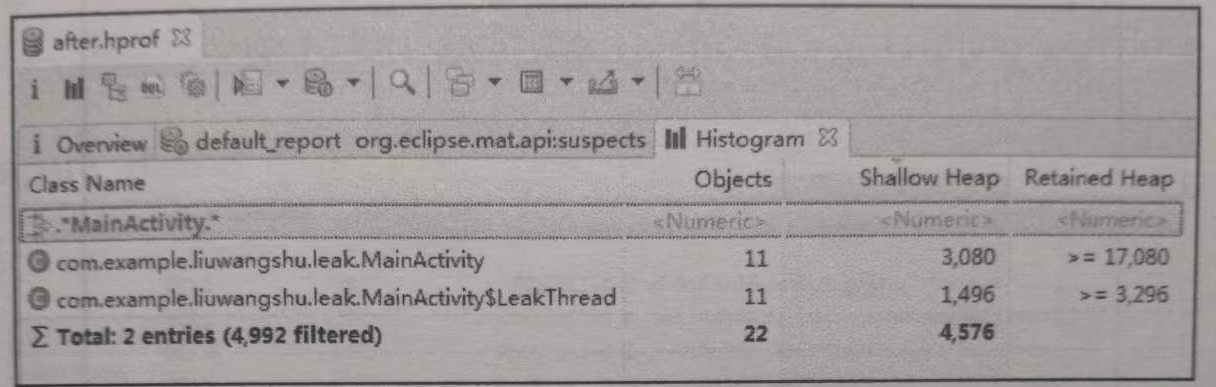 after.hprof
i
i Overview default_report org.eclipse.mat.api:suspects Histogram
Class Name Objects Shallow Heap Retained Heap
.*MainActivity.* <Numeric> <Numeric> <Numeric>
com.example.liuwangshu.leak.MainActivity 11 3,080 >= 17,080
com.example.liuwangshu.leak.MainActivity$LeakThread 11 1,496 >= 3,296
Σ Total: 2 entries (4,992 filtered) 22 4,576